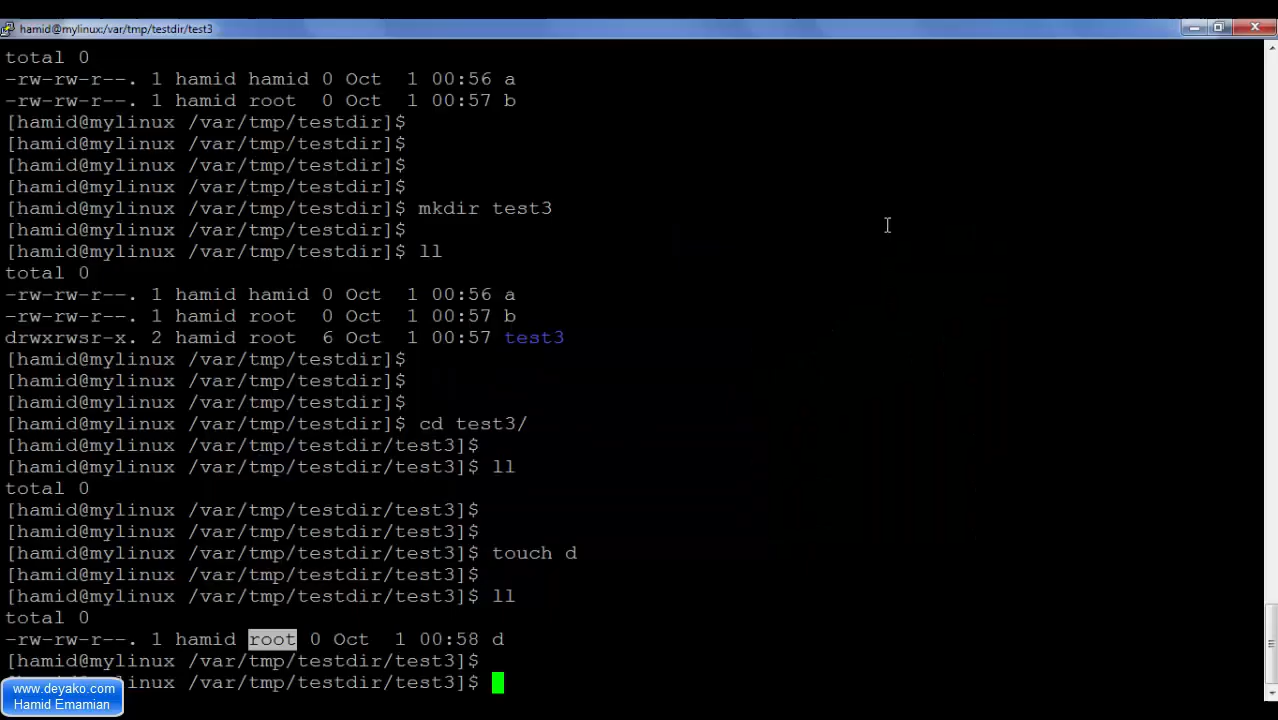 hamid@mylinux:/var/tmp/testdir/test3
total 0
-rw-rw-r--. 1 hamid hamid 0 Oct  1 00:56 a
-rw-rw-r--. 1 hamid root  0 Oct  1 00:57 b
[hamid@mylinux /var/tmp/testdir]$
[hamid@mylinux /var/tmp/testdir]$
[hamid@mylinux /var/tmp/testdir]$
[hamid@mylinux /var/tmp/testdir]$
[hamid@mylinux /var/tmp/testdir]$ mkdir test3
[hamid@mylinux /var/tmp/testdir]$
[hamid@mylinux /var/tmp/testdir]$ ll
total 0
-rw-rw-r--. 1 hamid hamid 0 Oct  1 00:56 a
-rw-rw-r--. 1 hamid root  0 Oct  1 00:57 b
drwxrwsr-x. 2 hamid root  6 Oct  1 00:57 test3
[hamid@mylinux /var/tmp/testdir]$
[hamid@mylinux /var/tmp/testdir]$
[hamid@mylinux /var/tmp/testdir]$
[hamid@mylinux /var/tmp/testdir]$ cd test3/
[hamid@mylinux /var/tmp/testdir/test3]$
[hamid@mylinux /var/tmp/testdir/test3]$ ll
total 0
[hamid@mylinux /var/tmp/testdir/test3]$
[hamid@mylinux /var/tmp/testdir/test3]$
[hamid@mylinux /var/tmp/testdir/test3]$ touch d
[hamid@mylinux /var/tmp/testdir/test3]$
[hamid@mylinux /var/tmp/testdir/test3]$ ll
total 0
-rw-rw-r--. 1 hamid root 0 Oct  1 00:58 d
[hamid@mylinux /var/tmp/testdir/test3]$
mylinux /var/tmp/testdir/test3]$
www.deyako.com
Hamid Emamian